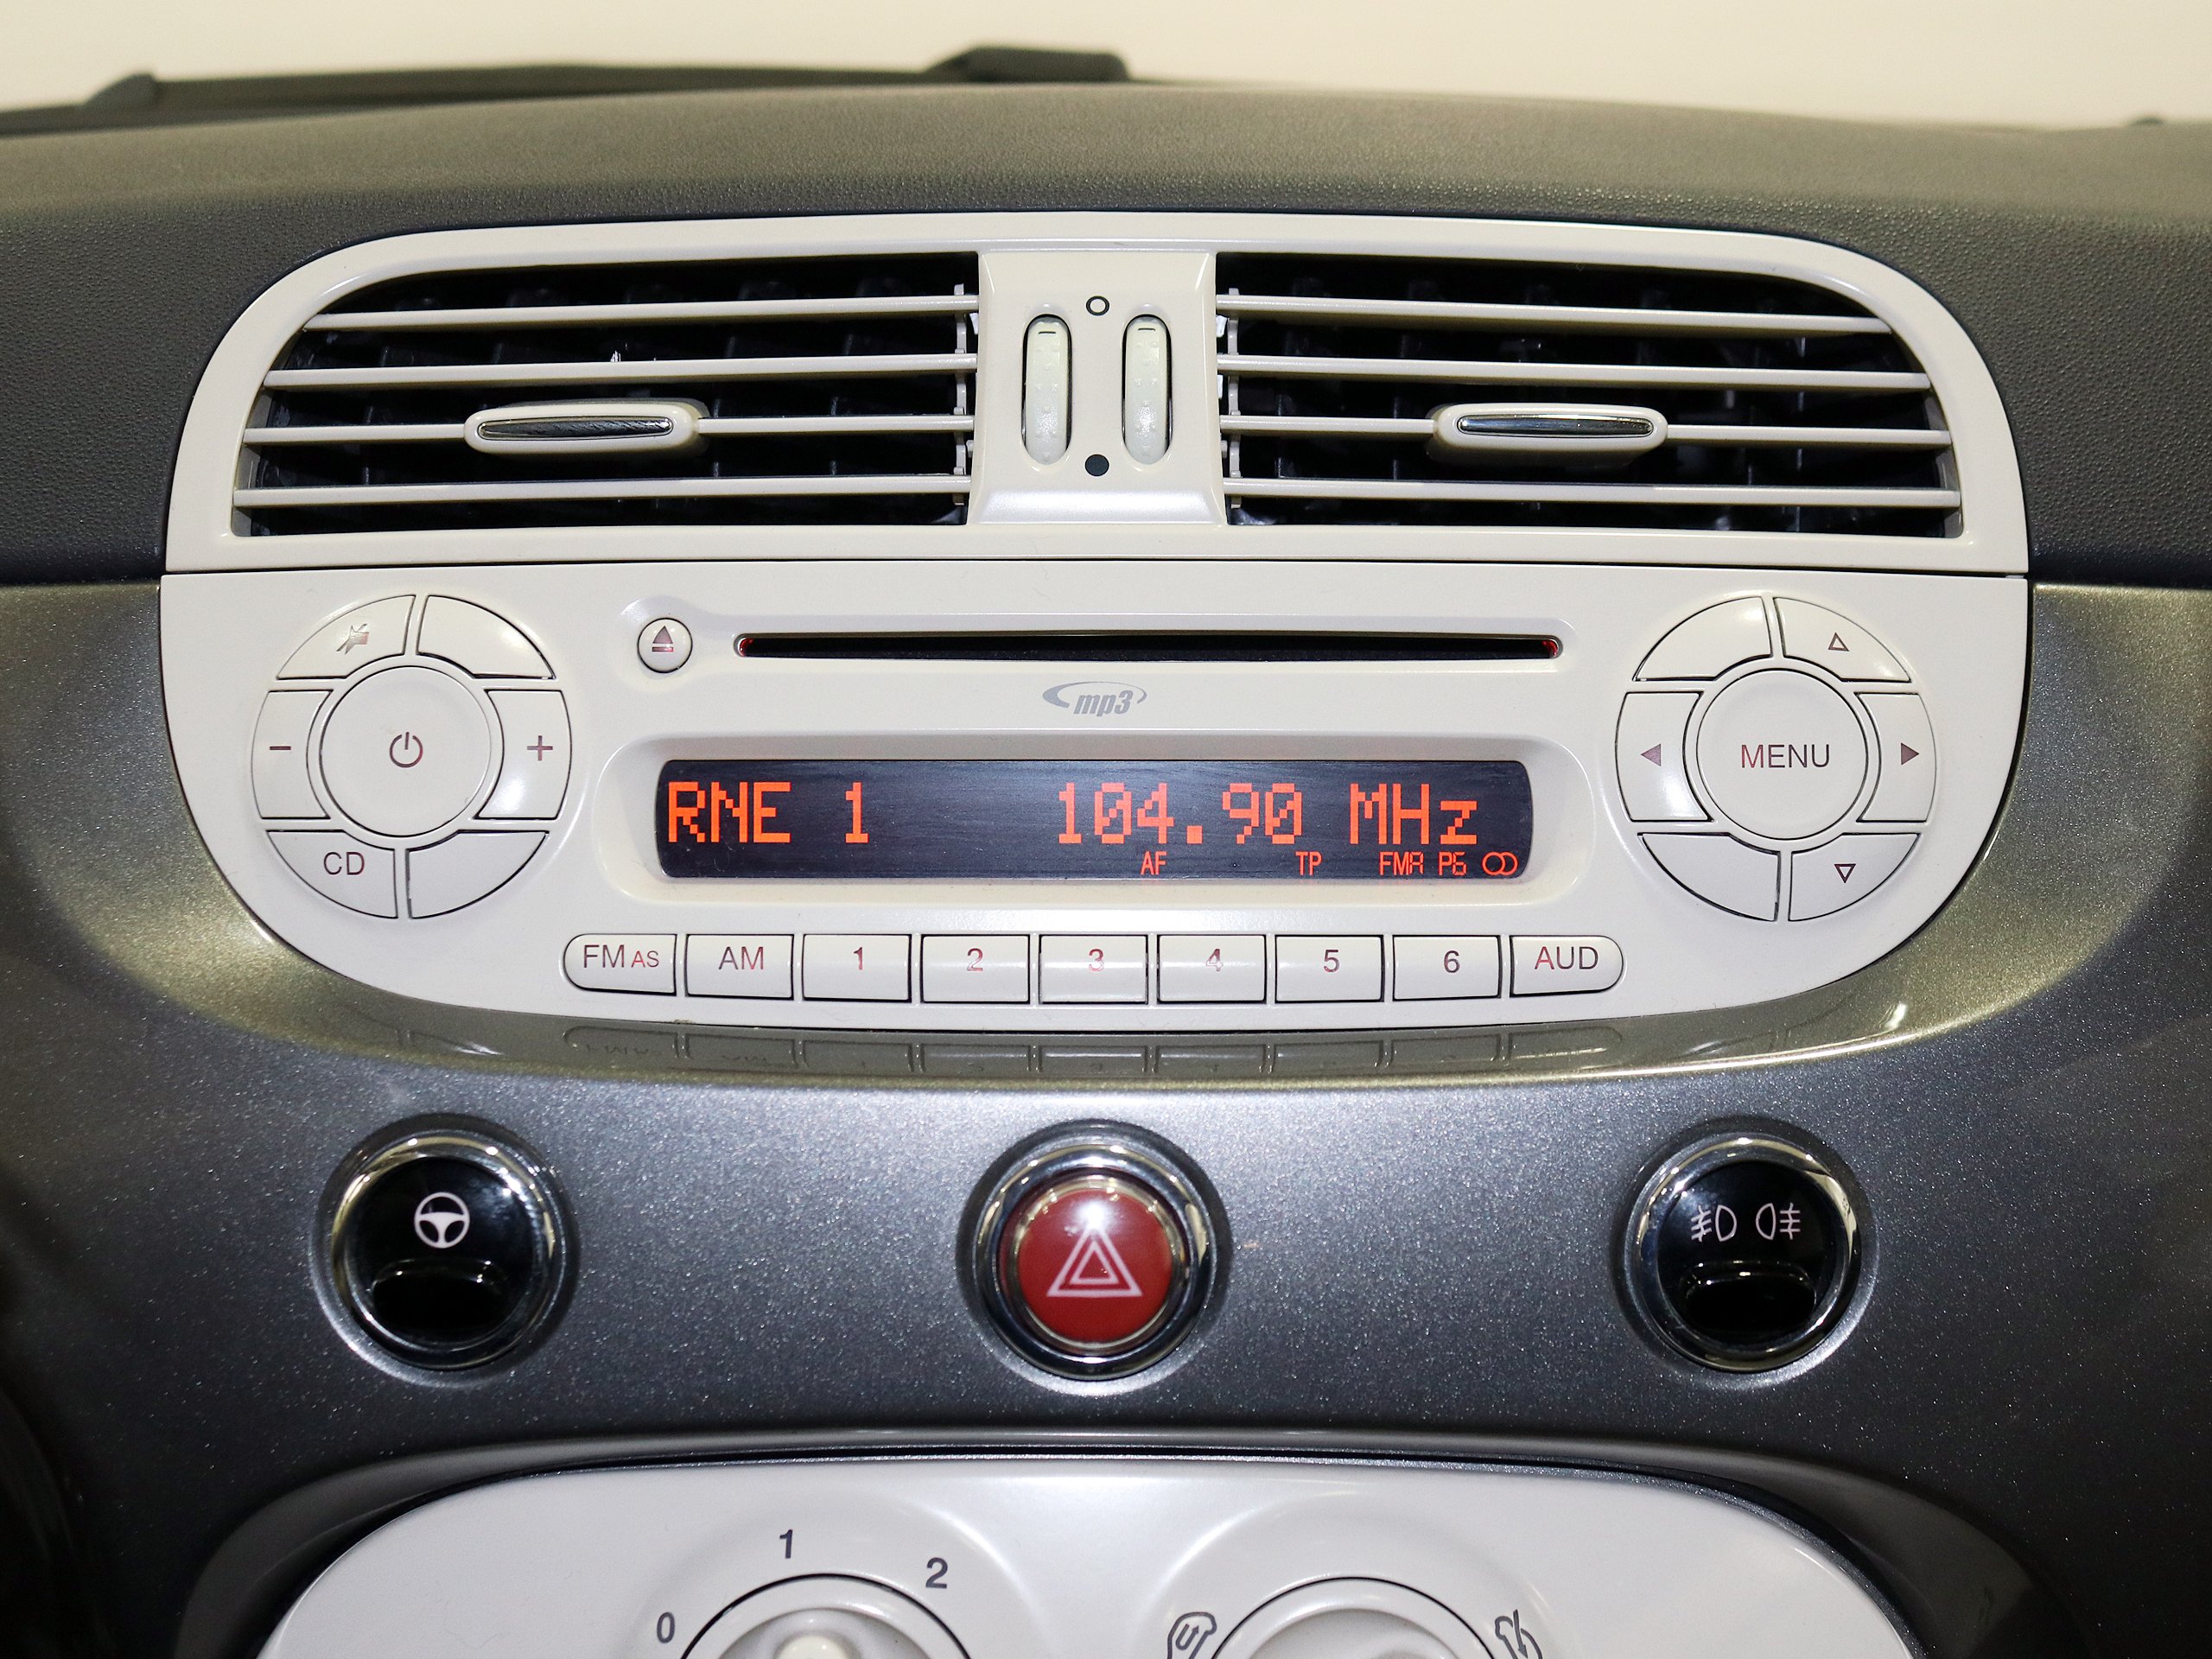 mp3
MENU
CD
RNE 1 104.90 MHz
AF TP FMA P6
FM AS AM 1 2 3 4 5 6 AUD
1
2
0